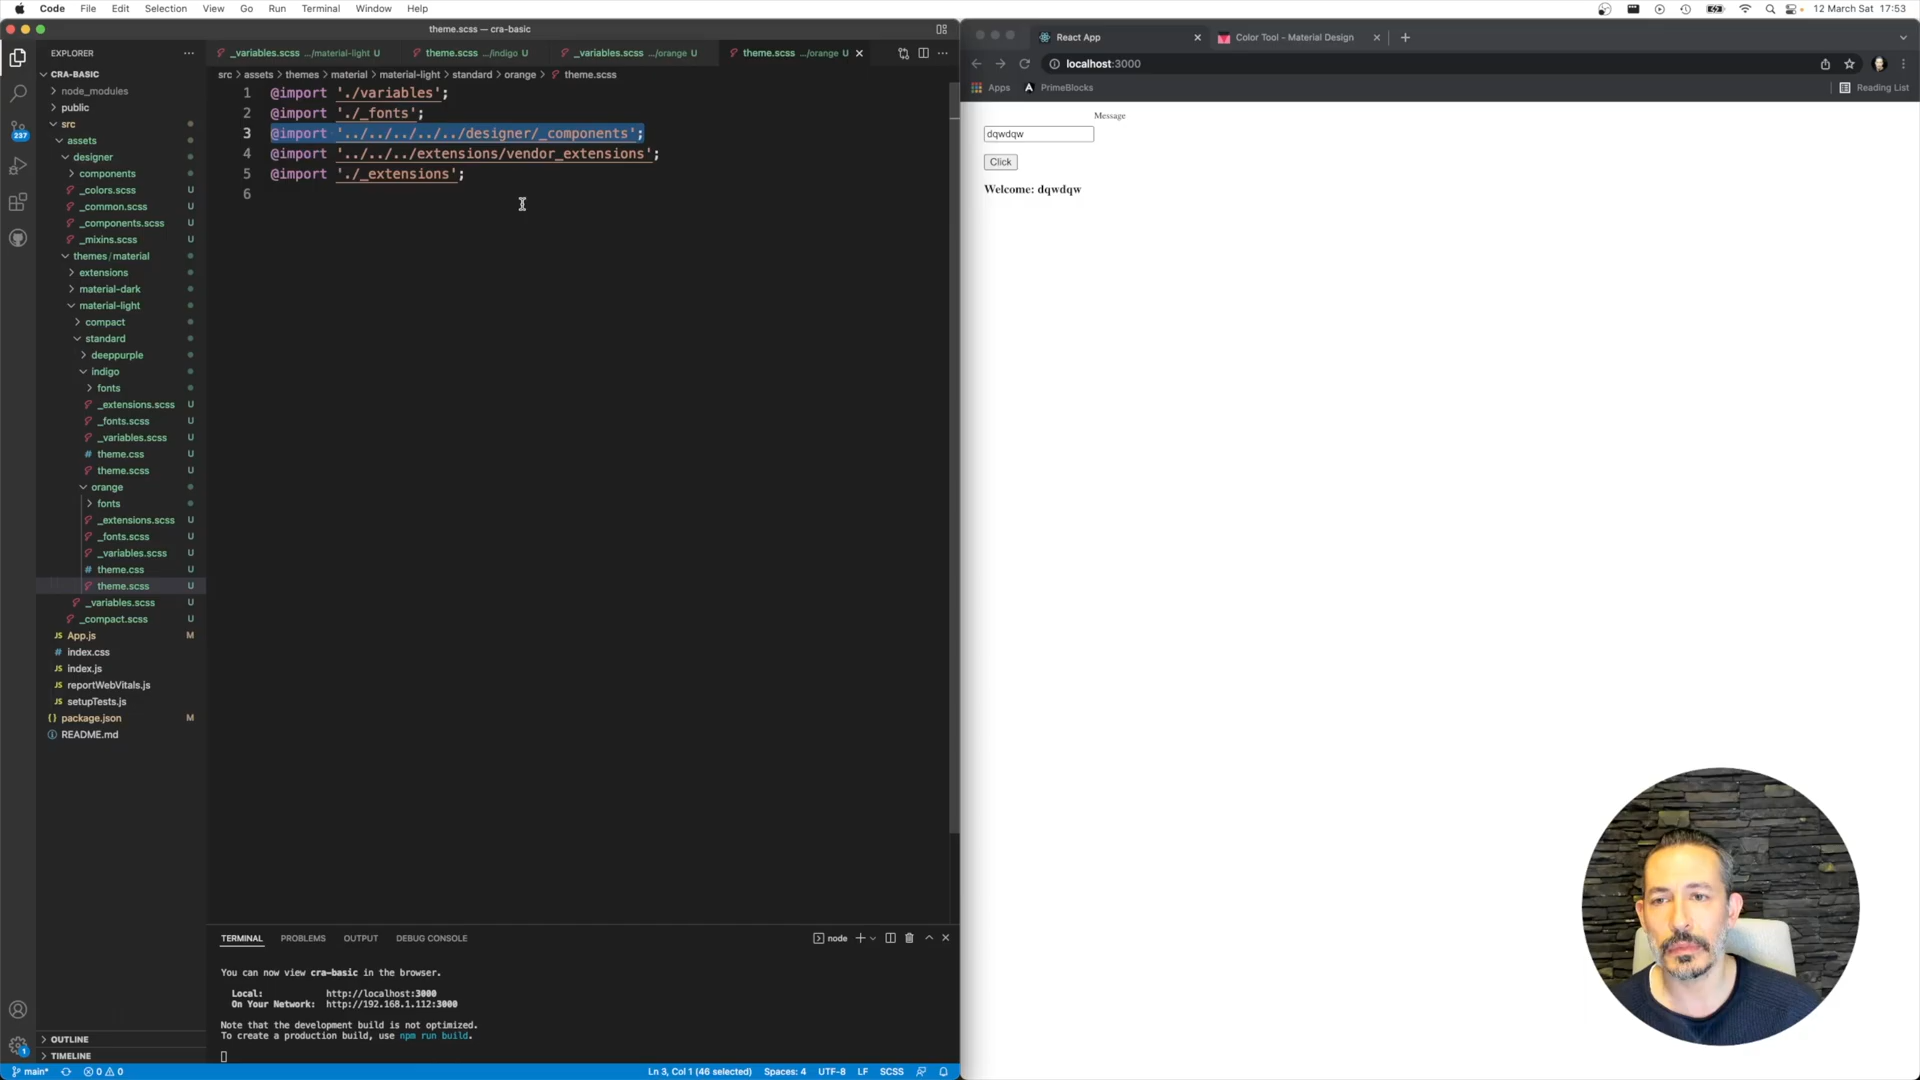 Code File Edit Selection View Go Run Terminal Window Help
12 March Sat 17:53
theme.scss — cra-basic
EXPLORER
CRA-BASIC
node_modules
public
src
assets
designer
components
_colors.scss
_common.scss
_components.scss
_mixins.scss
themes/material
extensions
material-dark
material-light
compact
standard
deeppurple
indigo
fonts
_extensions.scss U
_fonts.scss U
_variables.scss U
theme.css U
theme.scss U
orange
fonts
_extensions.scss U
_fonts.scss U
_variables.scss U
theme.css U
theme.scss U
_variables.scss U
_compact.scss U
App.js M
index.css
index.js
reportWebVitals.js
setupTests.js
package.json M
README.md
OUTLINE
TIMELINE
237
1
_variables.scss .../material-light U
theme.scss .../indigo U
_variables.scss .../orange U
theme.scss .../orange U
src > assets > themes > material > material-light > standard > orange > theme.scss
1 @import './variables';
2 @import './_fonts';
3 @import '../../../../../designer/_components';
4 @import '../../../extensions/vendor_extensions';
5 @import './_extensions';
6
TERMINAL PROBLEMS OUTPUT DEBUG CONSOLE
node
You can now view cra-basic in the browser.
Local: http://localhost:3000
On Your Network: http://192.168.1.112:3000
Note that the development build is not optimized.
To create a production build, use npm run build.
main* 0 0
Ln 3, Col 1 (46 selected) Spaces: 4 UTF-8 LF SCSS
React App
Color Tool - Material Design
localhost:3000
Apps
PrimeBlocks
Reading List
Message
dqwdqw
Click
Welcome: dqwdqw